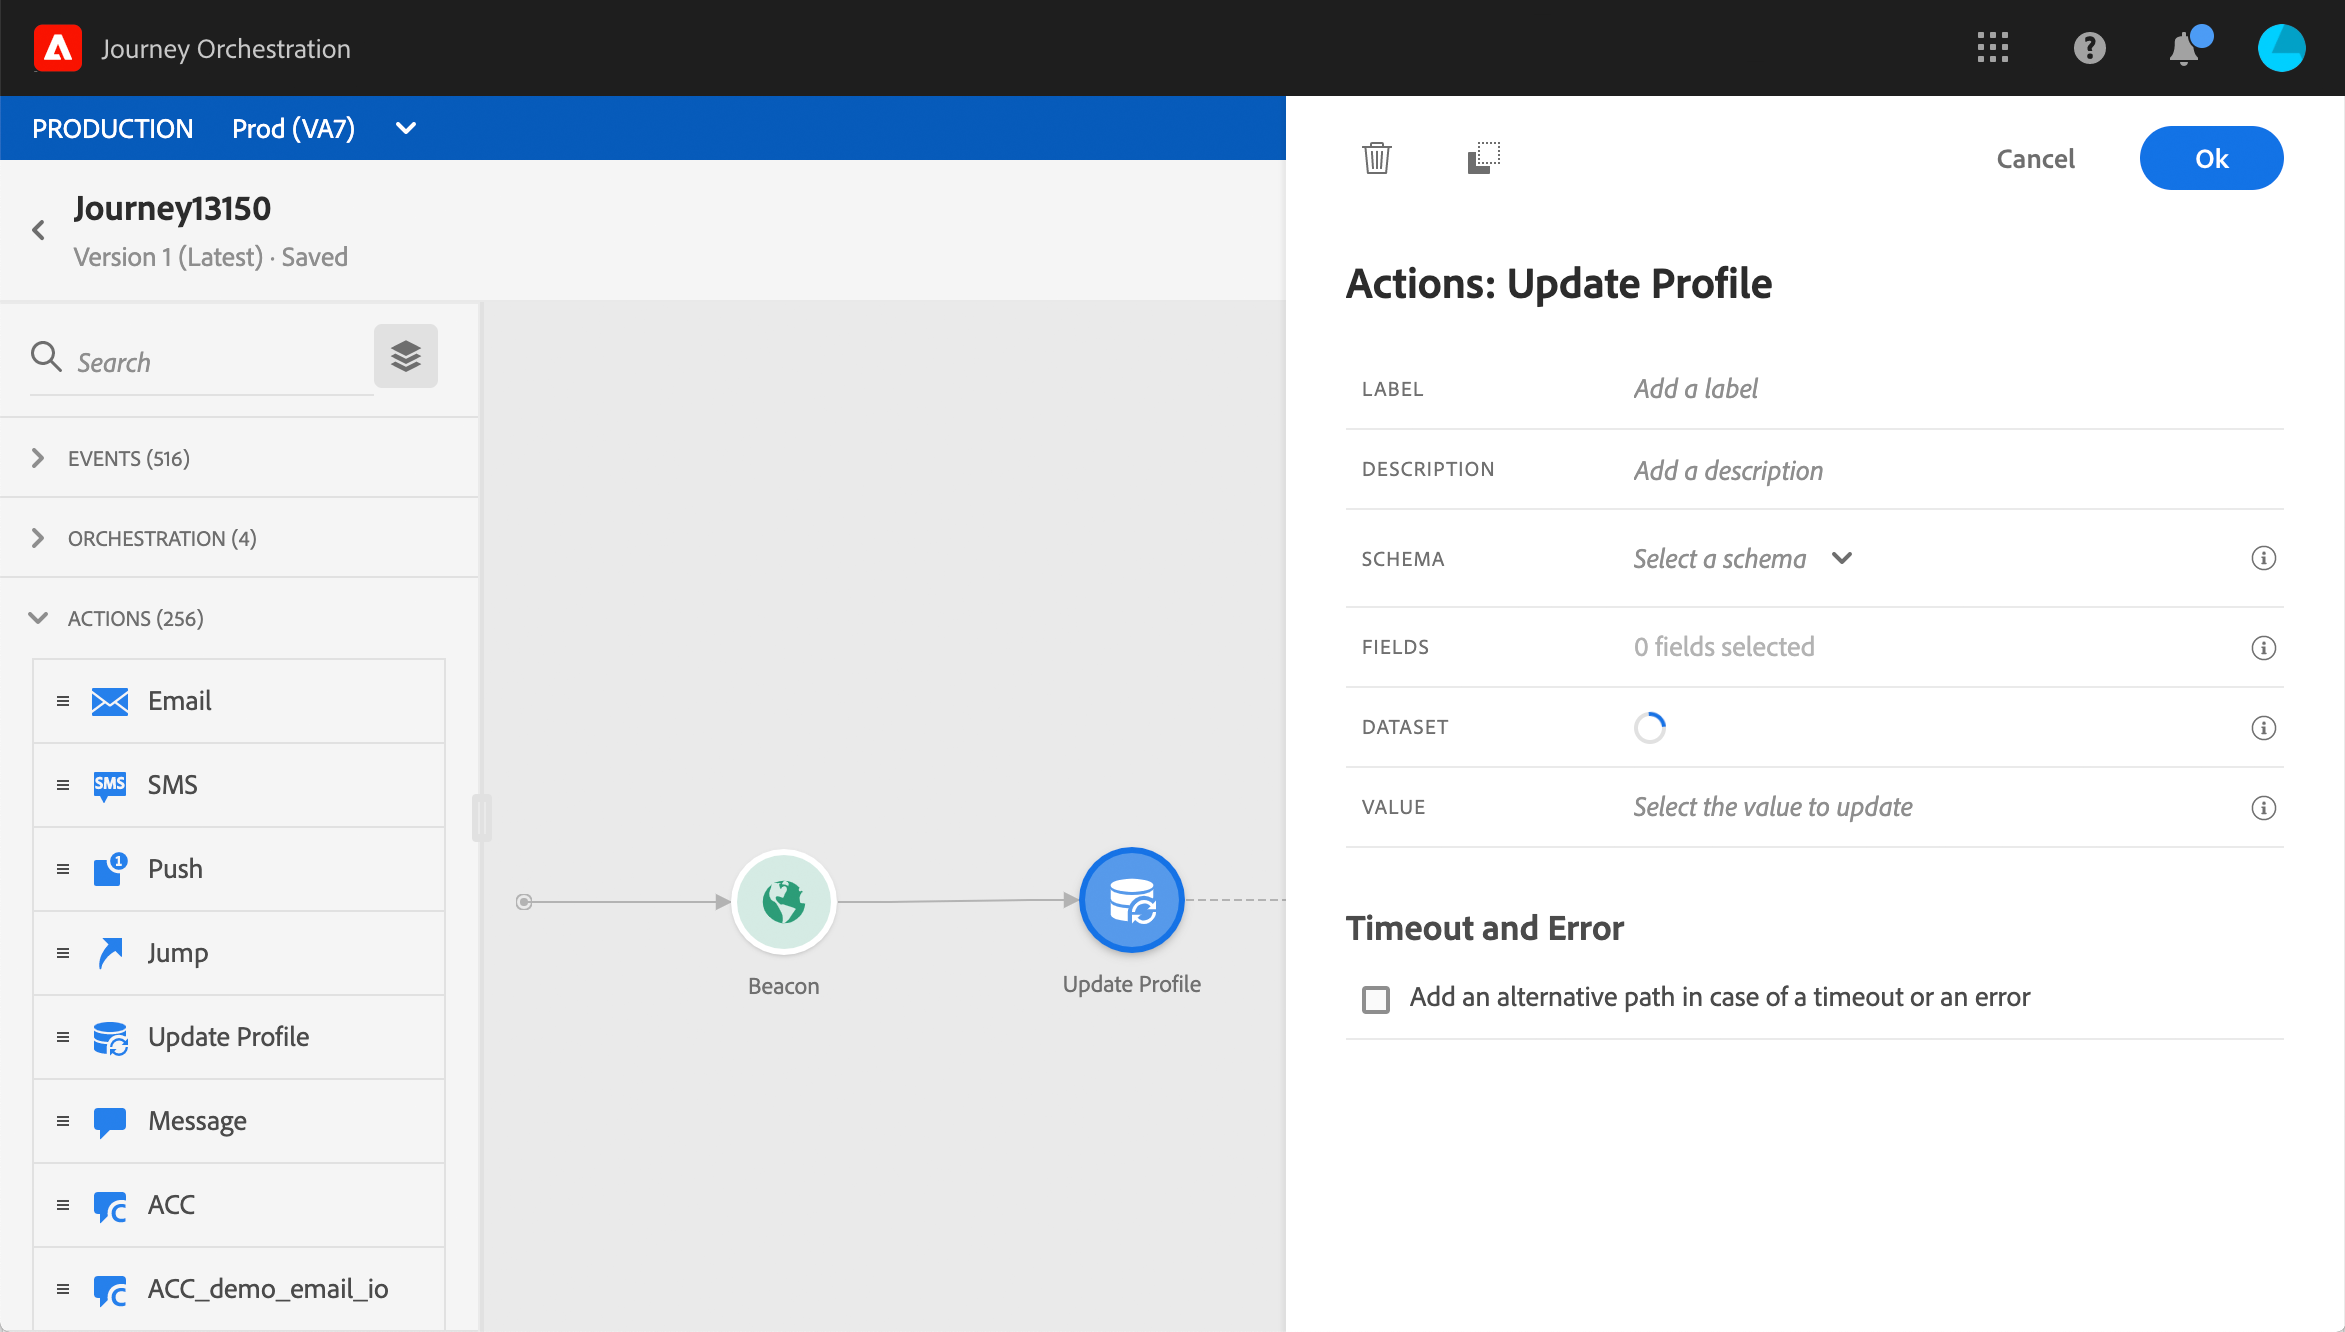 Journey Orchestration
PRODUCTION Prod (VA7)
Cancel
Ok
Journey13150
Version 1 (Latest) · Saved
Actions: Update Profile
Search
LABEL Add a label
DESCRIPTION Add a description
EVENTS (516)
ORCHESTRATION (4)
SCHEMA Select a schema
ACTIONS (256)
FIELDS 0 fields selected
Email
DATASET
SMS
VALUE Select the value to update
Push
Timeout and Error
Jump
Beacon
Update Profile
Add an alternative path in case of a timeout or an error
Update Profile
Message
ACC
ACC_demo_email_io
SMS
1